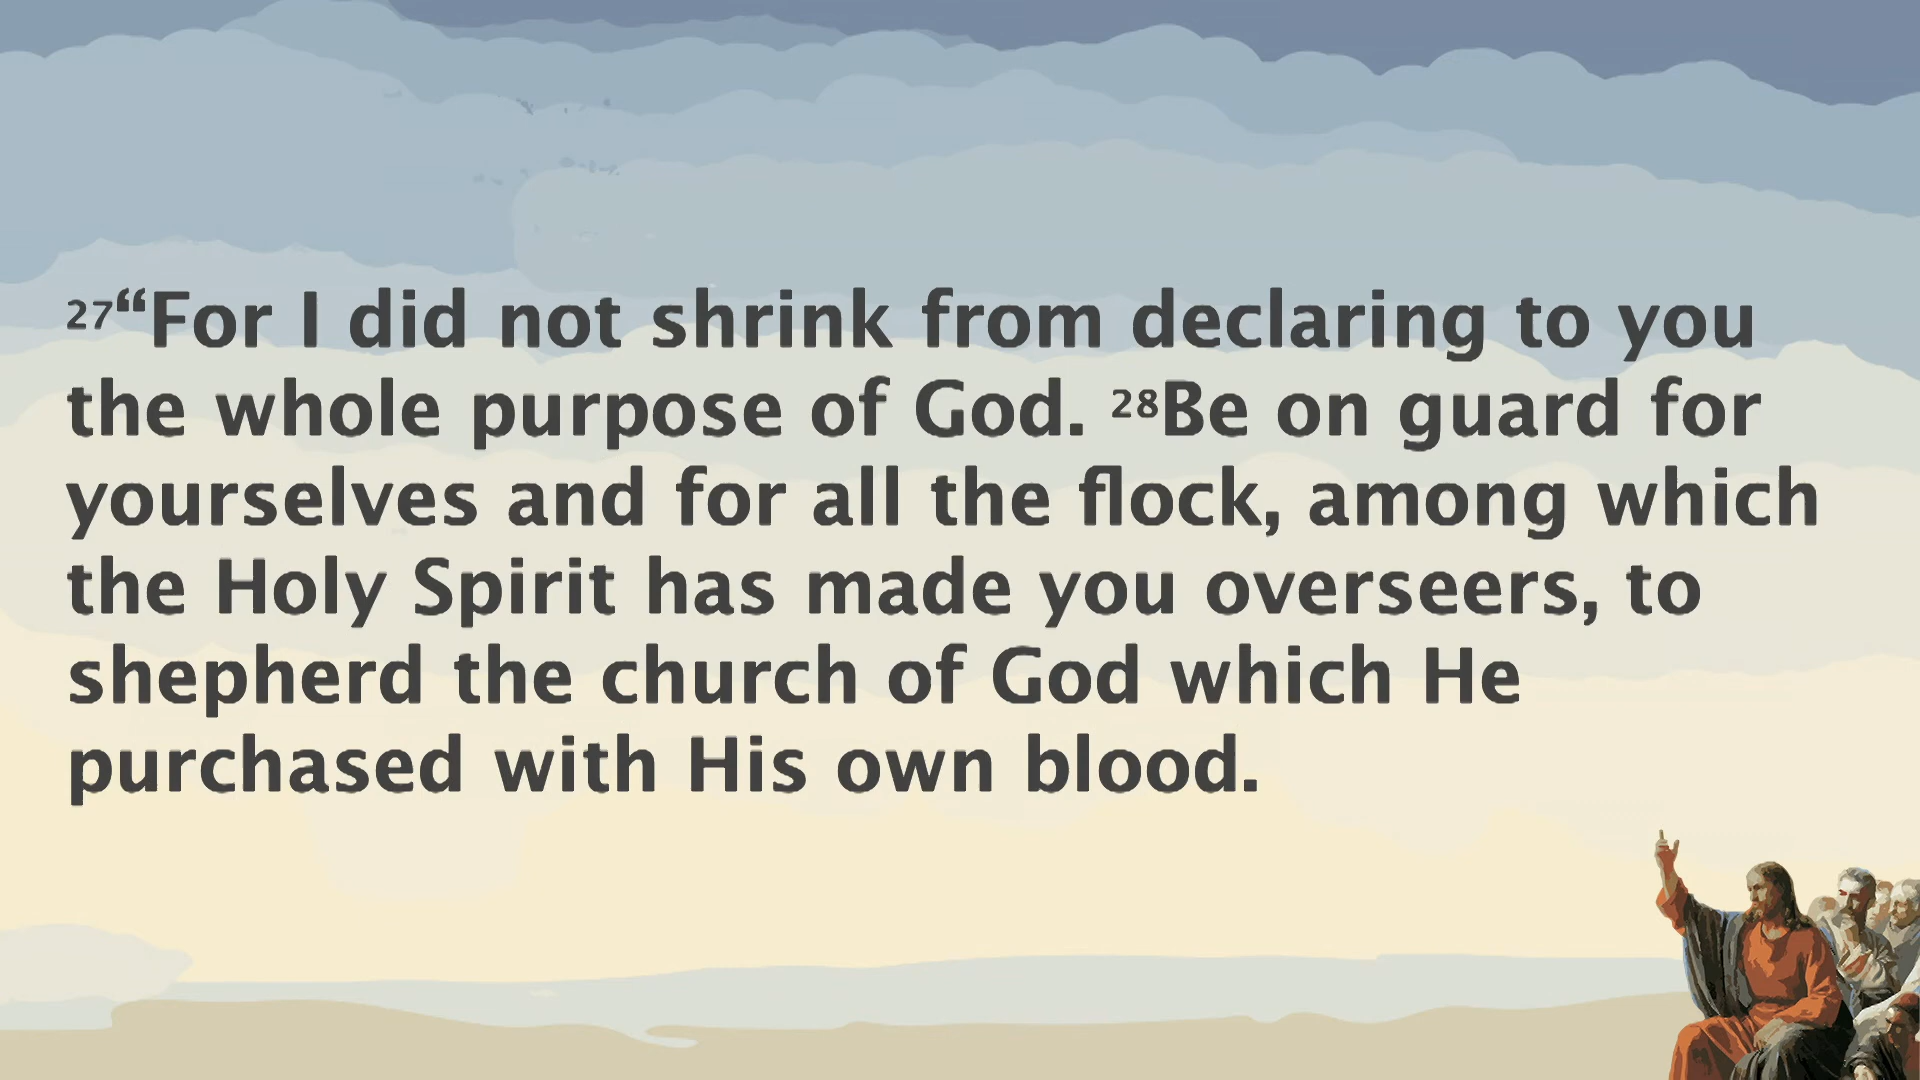 27“For I did not shrink from declaring to you
the whole purpose of God. 28Be on guard for
yourselves and for all the flock, among which
the Holy Spirit has made you overseers, to
shepherd the church of God which He
purchased with His own blood.